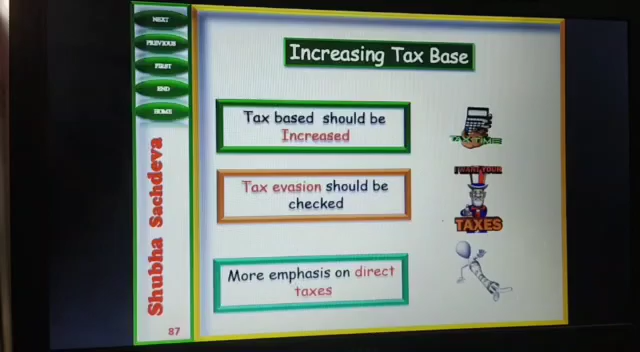 NEXT
PREVIOUS
FIRST
END
HOME
Shubha Sachdeva
87
Increasing Tax Base
Tax based should be
Increased
TAX TIME
Tax evasion should be
checked
I WANT YOUR
TAXES
More emphasis on direct
taxes